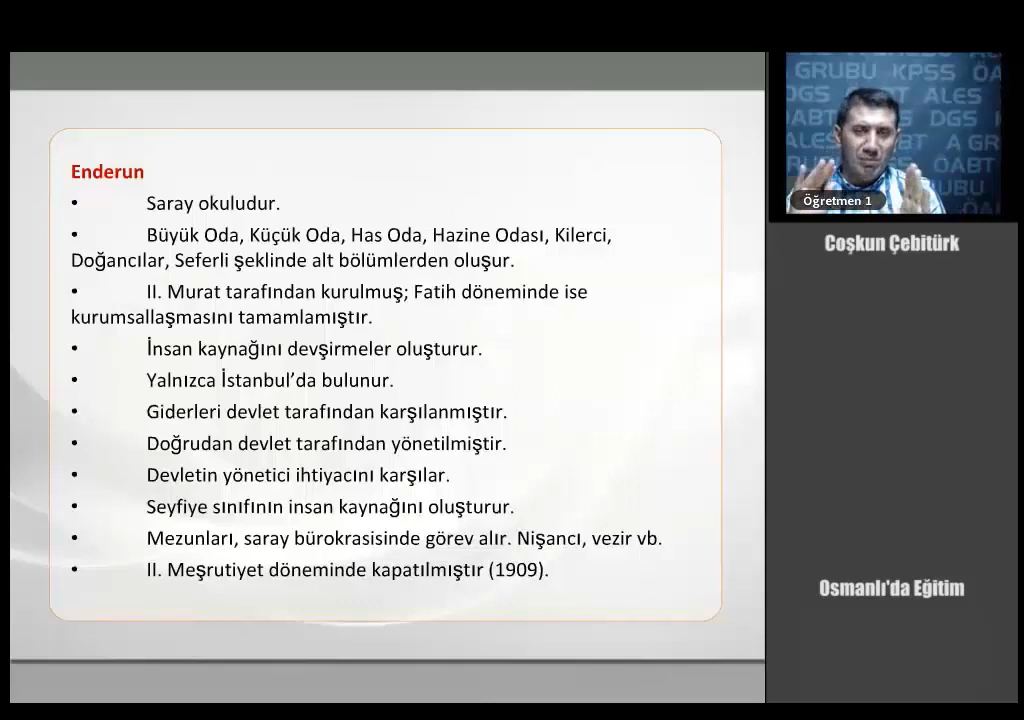 Enderun
• Saray okuludur.
• Büyük Oda, Küçük Oda, Has Oda, Hazine Odası, Kilerci,
Doğancılar, Seferli şeklinde alt bölümlerden oluşur.
• II. Murat tarafından kurulmuş; Fatih döneminde ise
kurumsallaşmasını tamamlamıştır.
• İnsan kaynağını devşirmeler oluşturur.
• Yalnızca İstanbul’da bulunur.
• Giderleri devlet tarafından karşılanmıştır.
• Doğrudan devlet tarafından yönetilmiştir.
• Devletin yönetici ihtiyacını karşılar.
• Seyfiye sınıfının insan kaynağını oluşturur.
• Mezunları, saray bürokrasisinde görev alır. Nişancı, vezir vb.
• II. Meşrutiyet döneminde kapatılmıştır (1909).
GRUBU KPSS ÖA
DGS ALES
ABT DGS
ALES BT A GR
ÖABT
UBU
Öğretmen 1
Coşkun Çebitürk
Osmanlı'da Eğitim